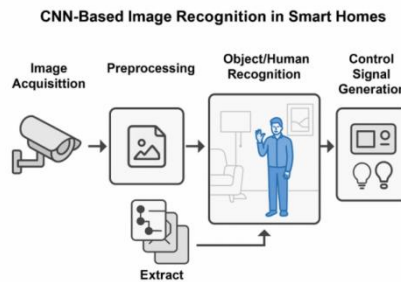 CNN-Based Image Recognition in Smart Homes
Image
Acquisittion
Preprocessing
Object/Human
Recognition
Control
Signal
Generation
Extract